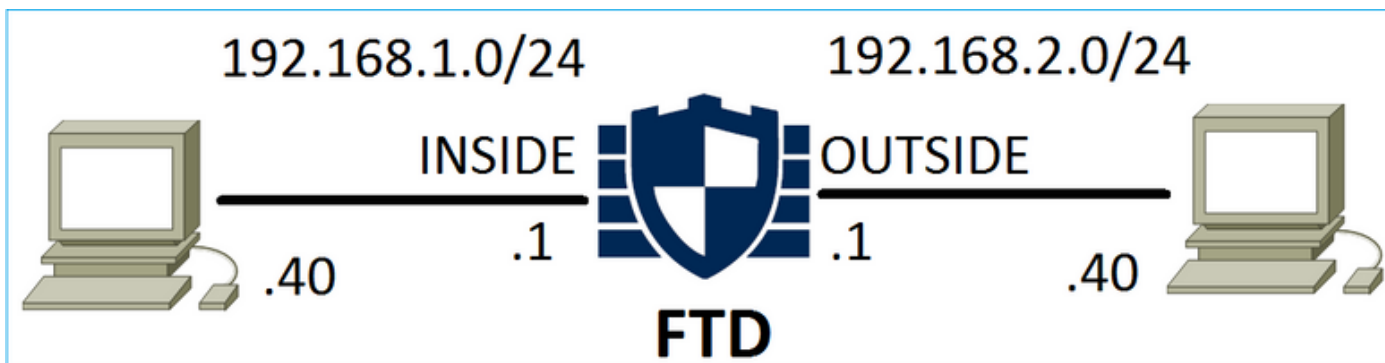 192.168.1.0/24
192.168.2.0/24
INSIDE
OUTSIDE
.40
.1
.1
.40
FTD